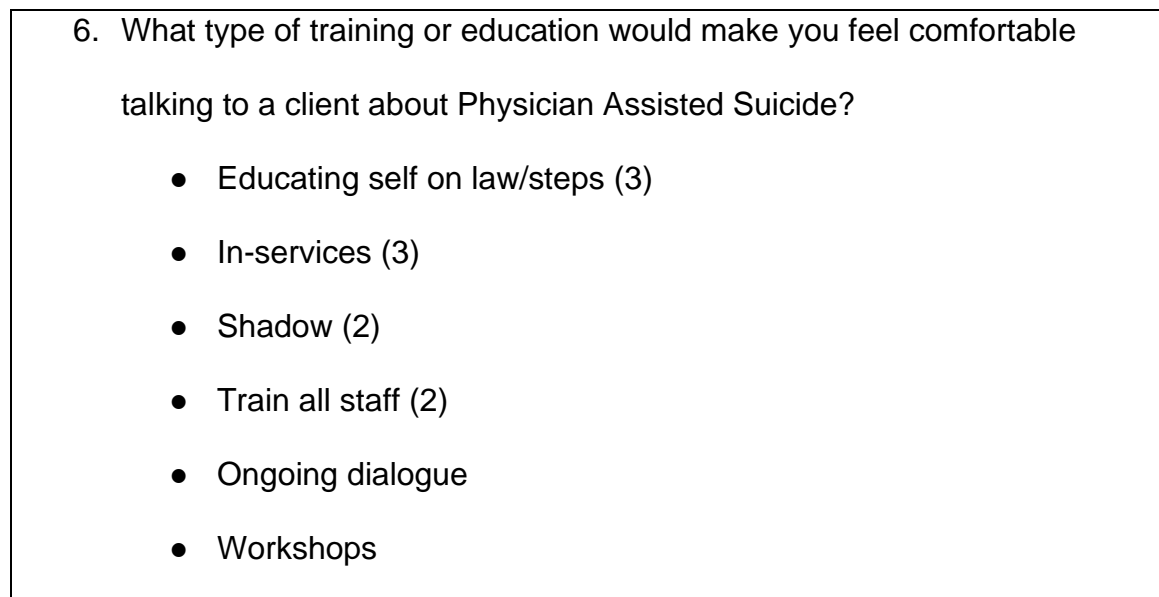 6. What type of training or education would make you feel comfortable
talking to a client about Physician Assisted Suicide?
● Educating self on law/steps (3)
● In-services (3)
● Shadow (2)
● Train all staff (2)
● Ongoing dialogue
● Workshops